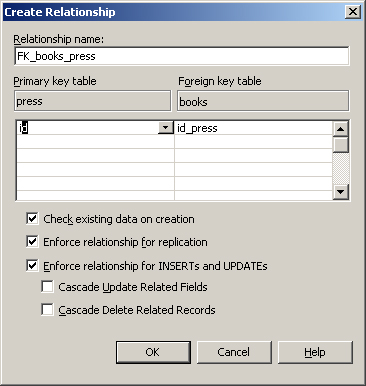 Create Relationship
Relationship name:
FK_books_press
Primary key table Foreign key table
press books
id id_press
Check existing data on creation
Enforce relationship for replication
Enforce relationship for INSERTs and UPDATEs
Cascade Update Related Fields
Cascade Delete Related Records
OK Cancel Help